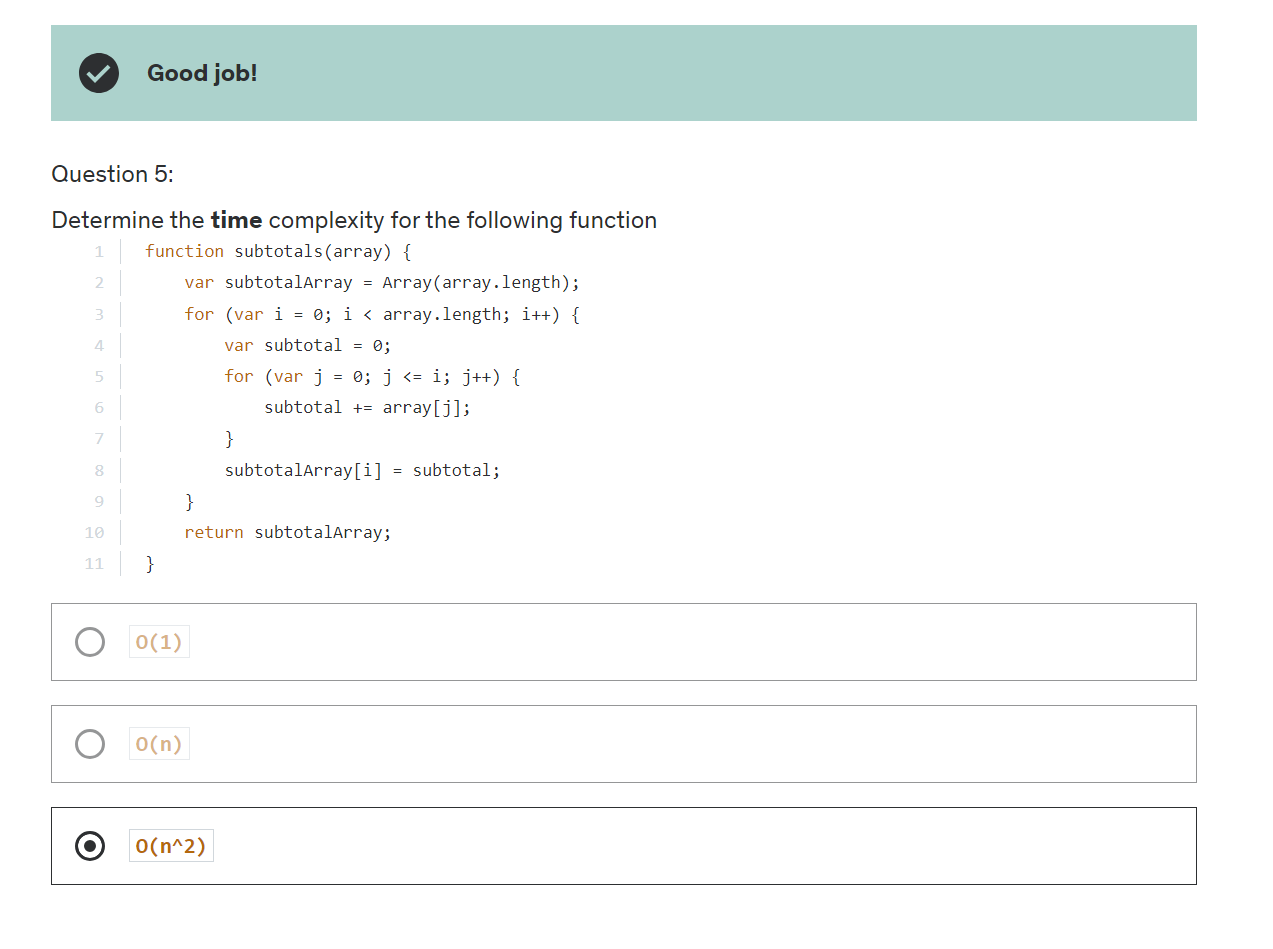 Good job!
Question 5:
Determine the time complexity for the following function
1 function subtotals(array) {
2 var subtotalArray = Array(array.length);
3 for (var i = 0; i < array.length; i++) {
4 var subtotal = 0;
5 for (var j = 0; j <= i; j++) {
6 subtotal += array[j];
7 }
8 subtotalArray[i] = subtotal;
9 }
10 return subtotalArray;
11 }
O(1)
O(n)
O(n^2)